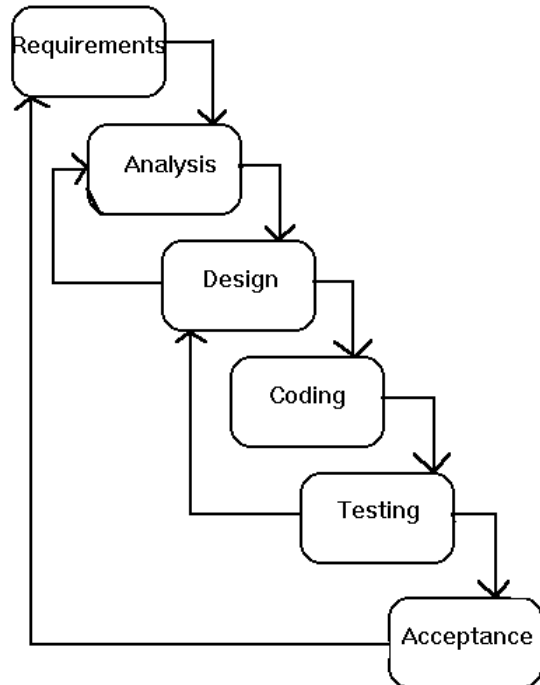 Requirements
Analysis
Design
Coding
Testing
Acceptance